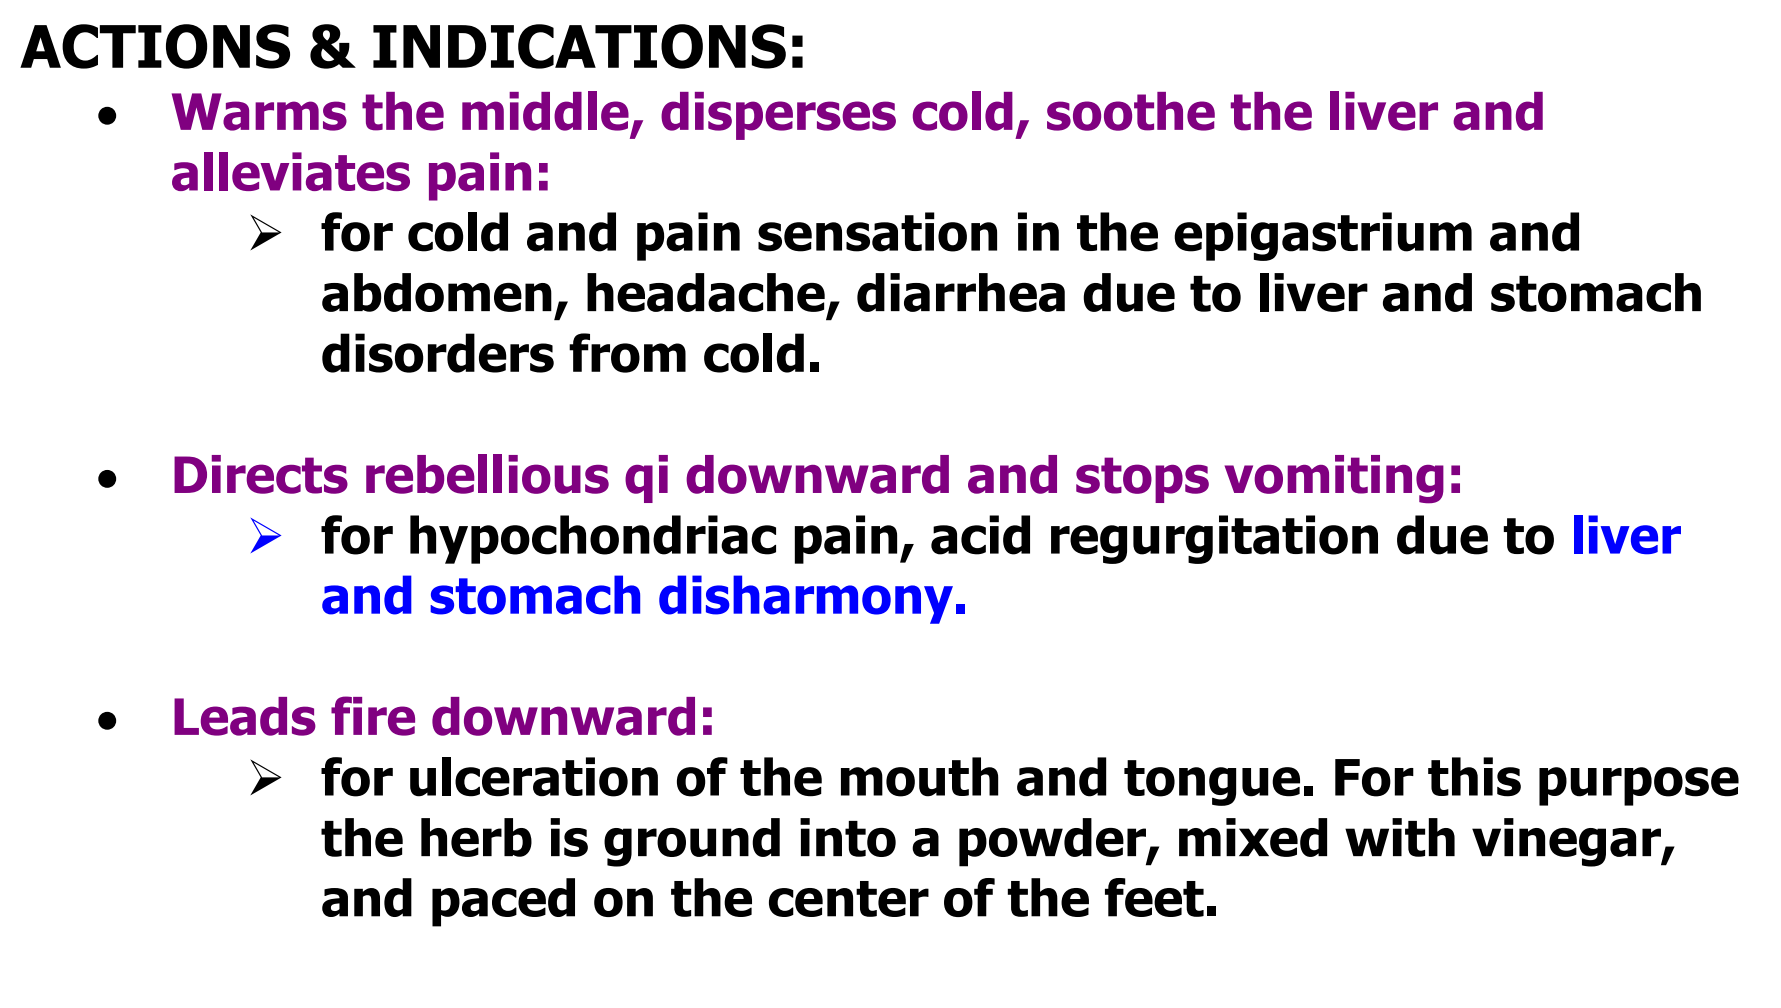 ACTIONS & INDICATIONS:
• Warms the middle, disperses cold, soothe the liver and
alleviates pain:
➢ for cold and pain sensation in the epigastrium and
abdomen, headache, diarrhea due to liver and stomach
disorders from cold.
• Directs rebellious qi downward and stops vomiting:
➢ for hypochondriac pain, acid regurgitation due to liver
and stomach disharmony.
• Leads fire downward:
➢ for ulceration of the mouth and tongue. For this purpose
the herb is ground into a powder, mixed with vinegar,
and paced on the center of the feet.